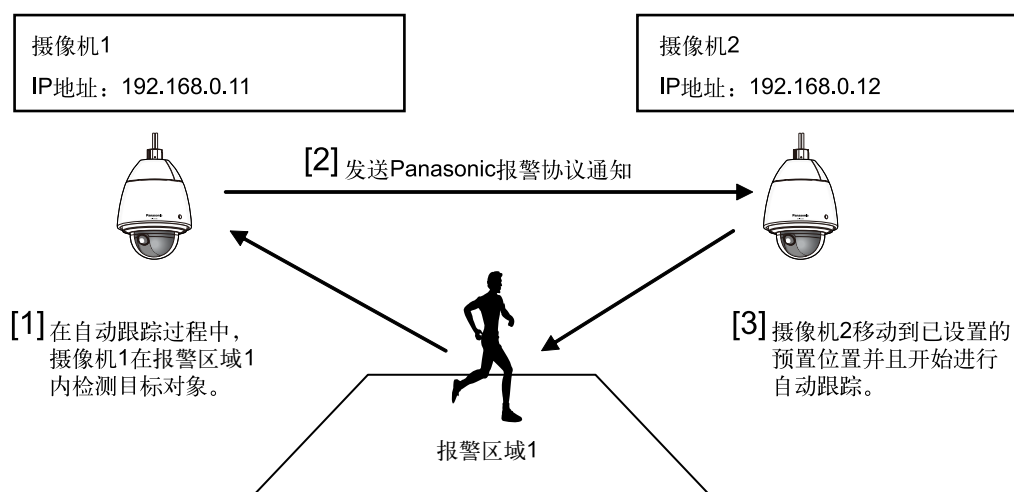 摄像机1
IP地址：192.168.0.11
摄像机2
IP地址：192.168.0.12
[2] 发送Panasonic报警协议通知
Panasonic
Panasonic
[1] 在自动跟踪过程中，
摄像机1在报警区域1
内检测目标对象。
[3] 摄像机2移动到已设置的
预置位置并且开始进行
自动跟踪。
报警区域1